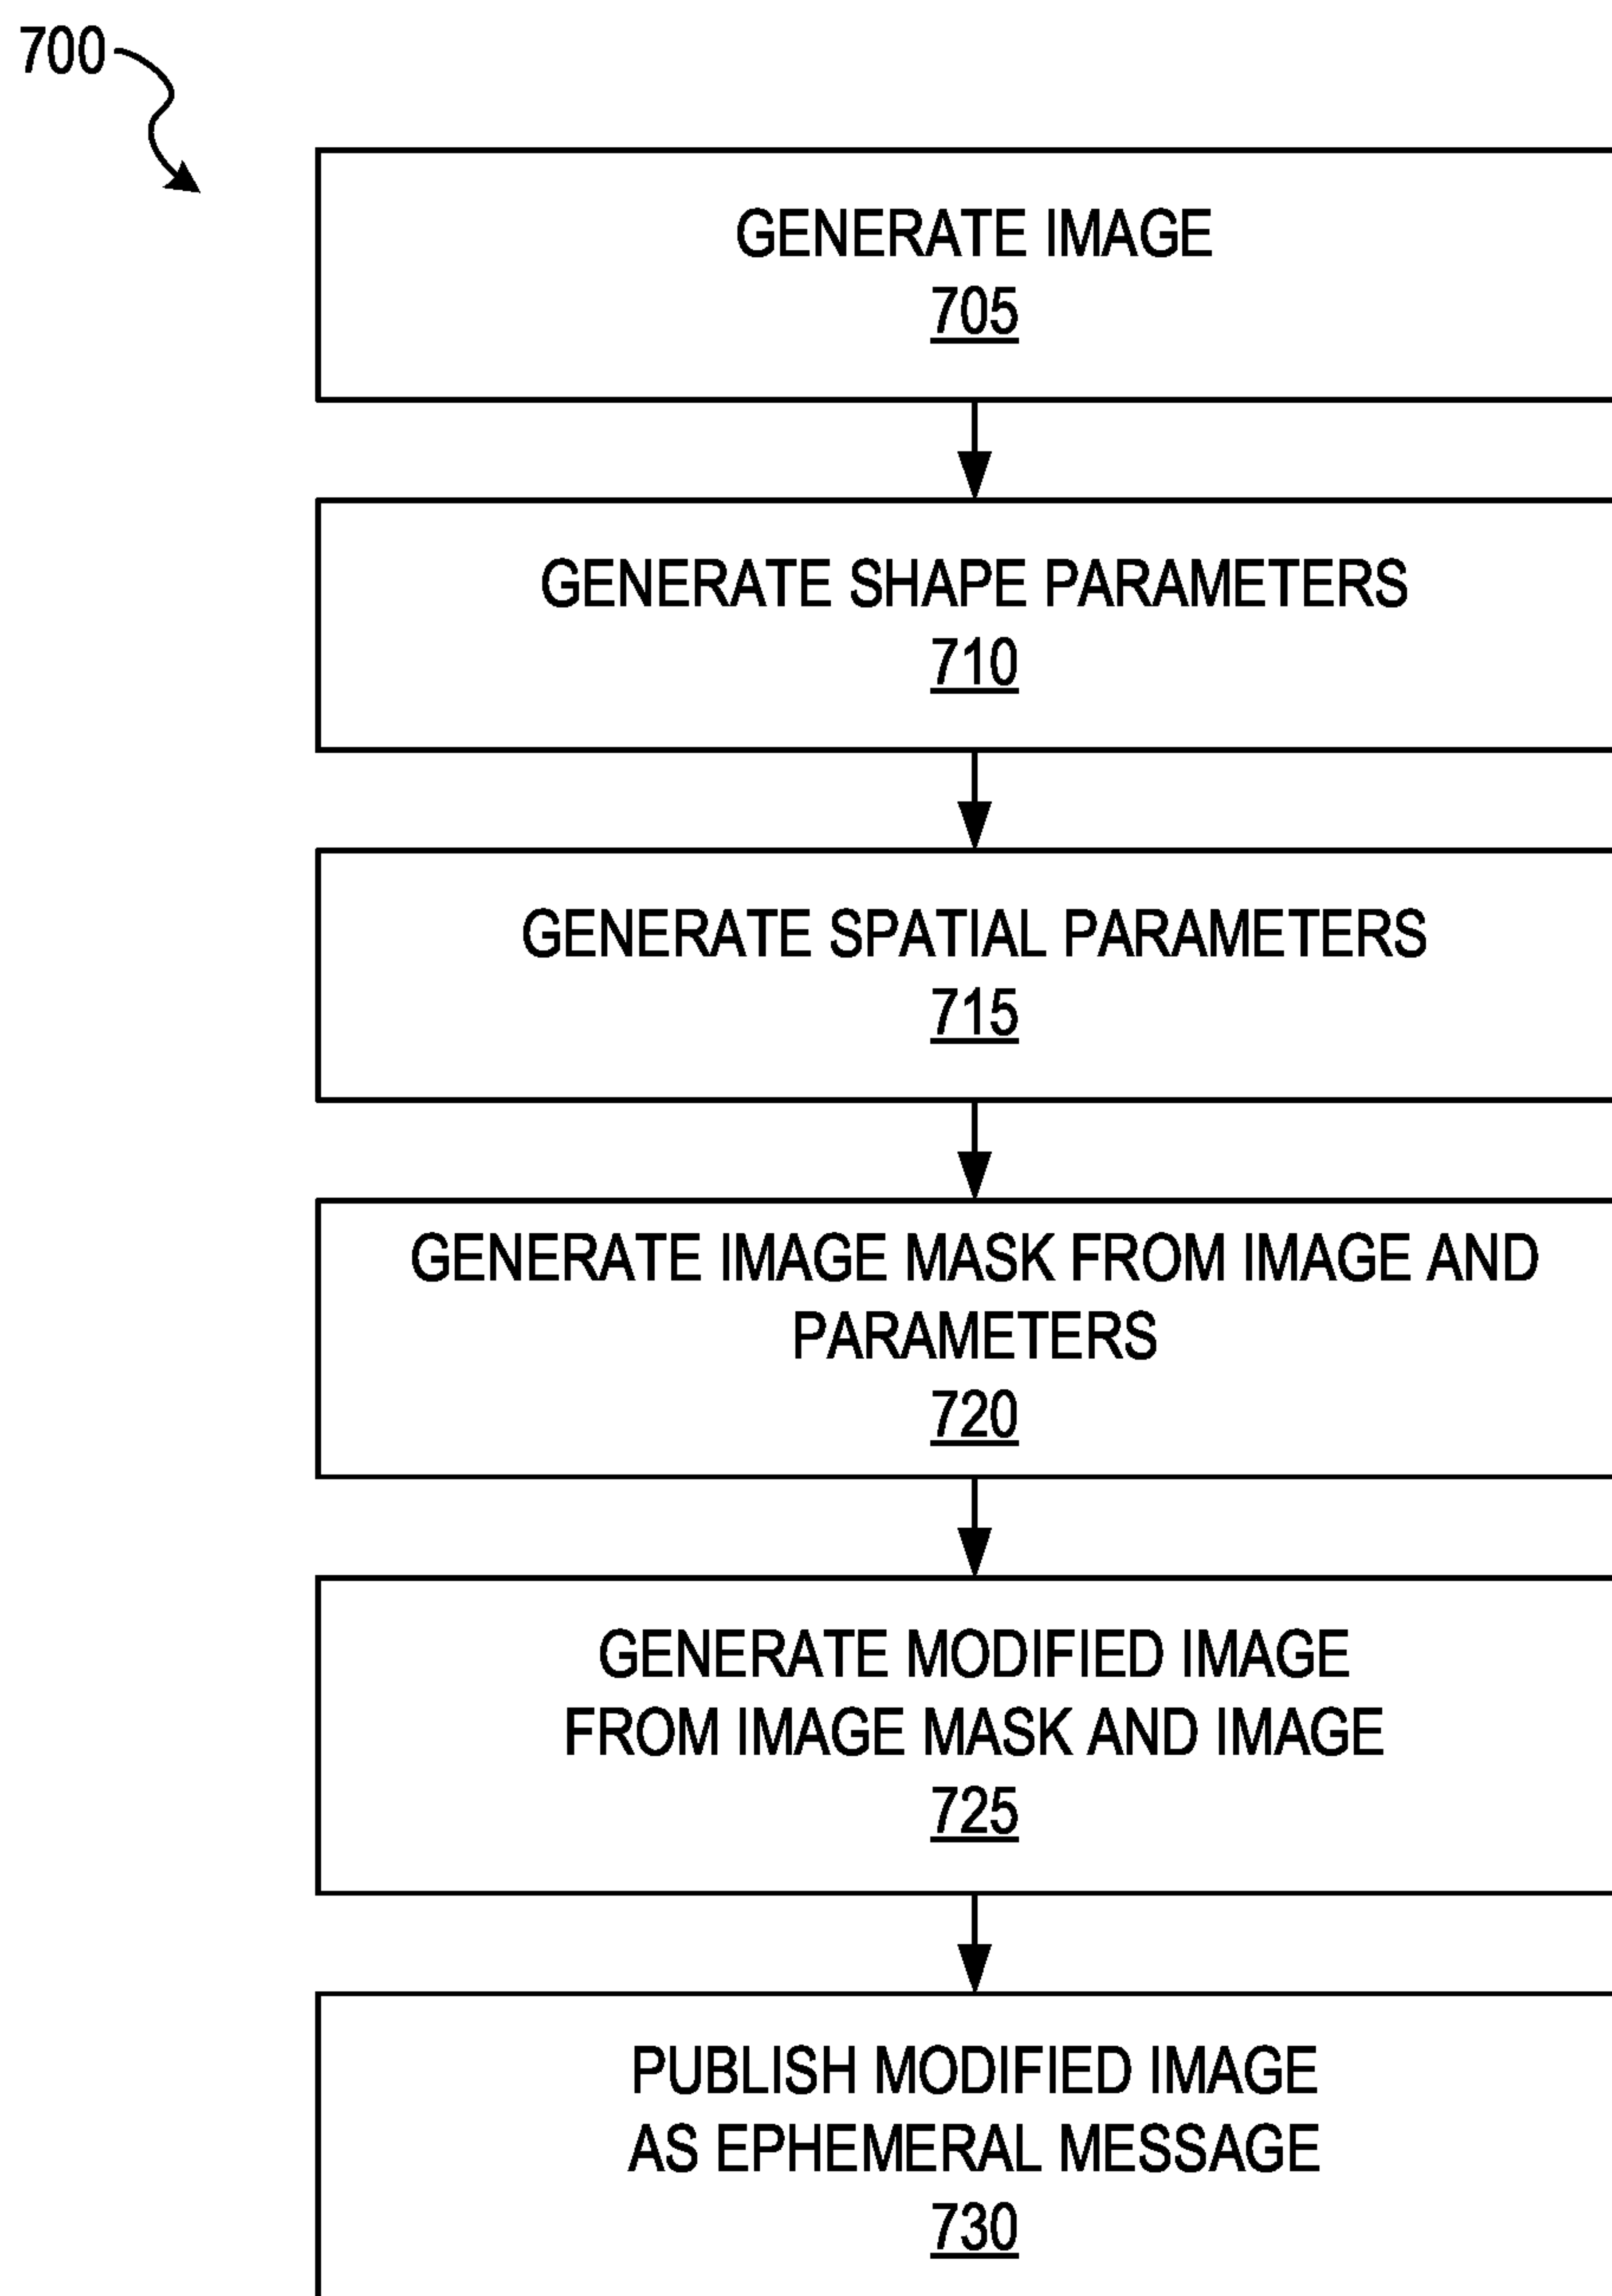 700
GENERATE IMAGE
705
GENERATE SHAPE PARAMETERS
710
GENERATE SPATIAL PARAMETERS
715
GENERATE IMAGE MASK FROM IMAGE AND
PARAMETERS
720
GENERATE MODIFIED IMAGE
FROM IMAGE MASK AND IMAGE
725
PUBLISH MODIFIED IMAGE
AS EPHEMERAL MESSAGE
730